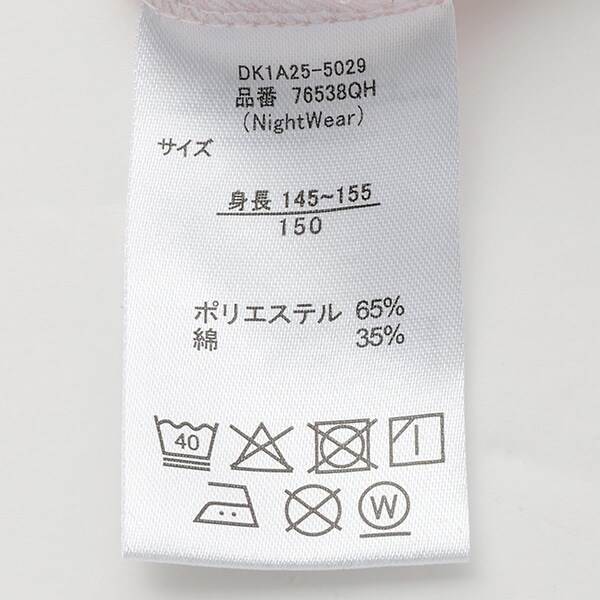 DK1A25-5029
品番 76538QH
(NightWear)
サイズ
身長 145~155
150
ポリエステル 65%
綿 35%
40
W